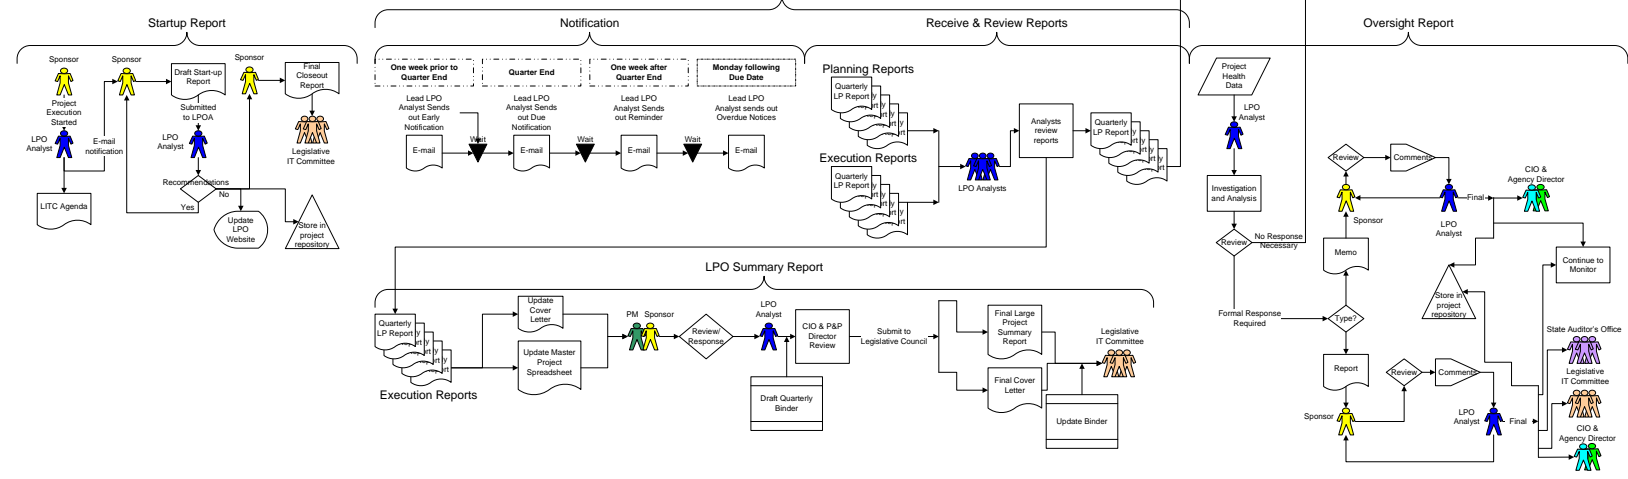 Startup Report
Notification
Receive & Review Reports
Oversight Report
Sponsor
Project
Execution
Started
LPO
Analyst
LITC Agenda
E-mail
notification
Sponsor
Draft Start-up
Report
Submitted
to LPOA
LPO
Analyst
Recommendations
No
Yes
Update
LPO
Website
Store in
project
repository
Sponsor
Final
Closeout
Report
Legislative
IT Committee
One week prior to
Quarter End
Quarter End
One week after
Quarter End
Monday following
Due Date
Lead LPO
Analyst Sends
out Early
Notification
Lead LPO
Analyst Sends
out Due
Notification
Lead LPO
Analyst Sends
out Reminder
Lead LPO
Analyst sends out
Overdue Notices
E-mail
Wait
E-mail
Wait
E-mail
Wait
E-mail
Planning Reports
Quarterly
LP Report
Execution Reports
Quarterly
LP Report
LPO Analysts
Analysts
review
reports
Quarterly
LP Report
LPO Summary Report
Quarterly
LP Report
Execution Reports
Update
Cover
Letter
Update Master
Project
Spreadsheet
PM Sponsor
Review/
Response
LPO
Analyst
CIO & P&P
Director
Review
Draft Quarterly
Binder
Submit to
Legislative Council
Final Large
Project
Summary
Report
Final Cover
Letter
Update Binder
Legislative
IT Committee
Project
Health
Data
LPO
Analyst
Investigation
and Analysis
Review
No Response
Necessary
Formal Response
Required
Type?
Memo
Sponsor
Review
Comments
LPO
Analyst
Final
CIO &
Agency Director
Continue to
Monitor
Store in
project
repository
Report
Sponsor
Review
Comments
LPO
Analyst
Final
State Auditor's Office
Legislative
IT Committee
CIO &
Agency Director